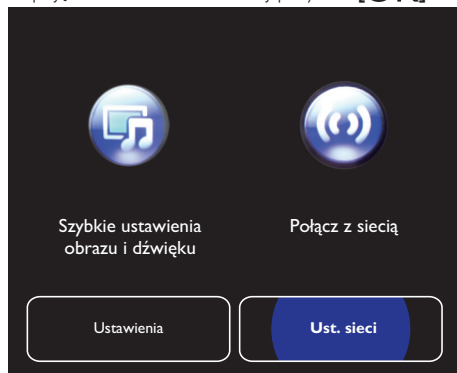 Szybkie ustawienia
obrazu i dźwięku
Połącz z siecią
Ustawienia
Ust. sieci